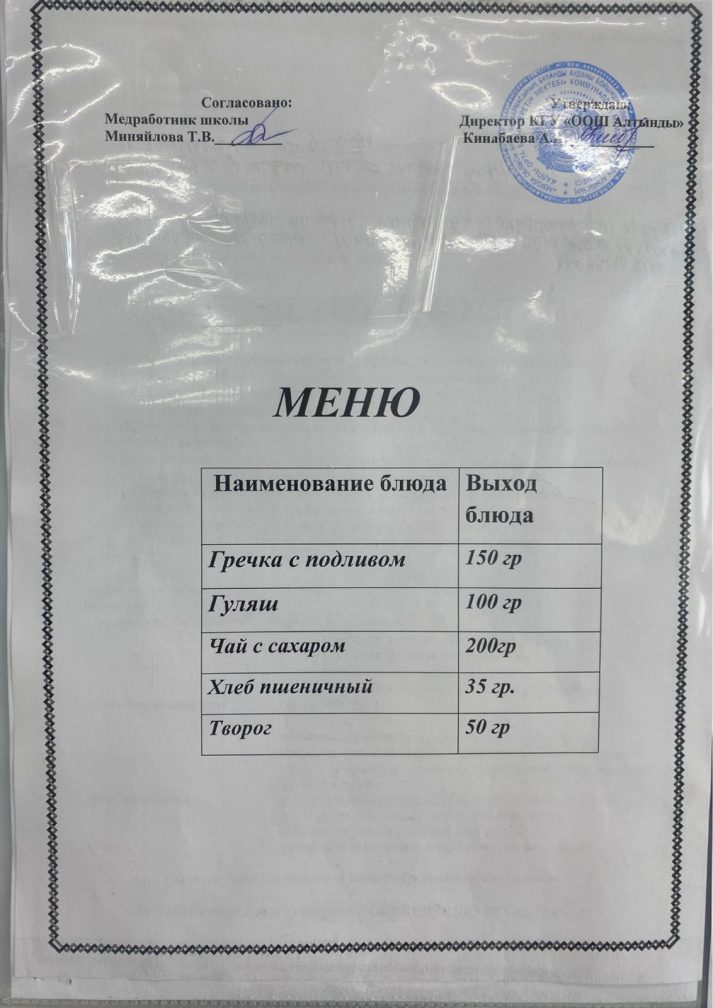 Согласовано:
Медработник школы
Миняйлова Т.В.
Утверждаю
Директор КГУ «ООШ Алтынды»
Кинабаева А.
МЕНЮ
Наименование блюда Выход блюда
Гречка с подливом 150 гр
Гуляш 100 гр
Чай с сахаром 200гр
Хлеб пшеничный 35 гр.
Творог 50 гр